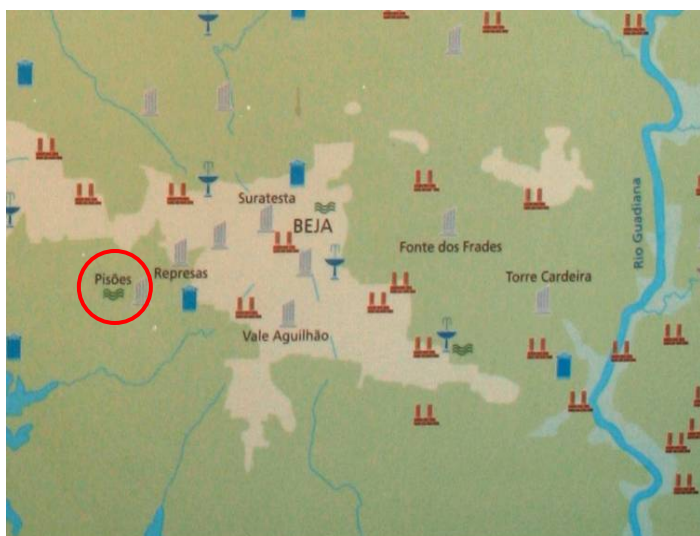 Suratesta
BEJA
Rio Guadiana
Fonte dos Frades
Pisões
Represas
Torre Cardeira
Vale Aguilhão